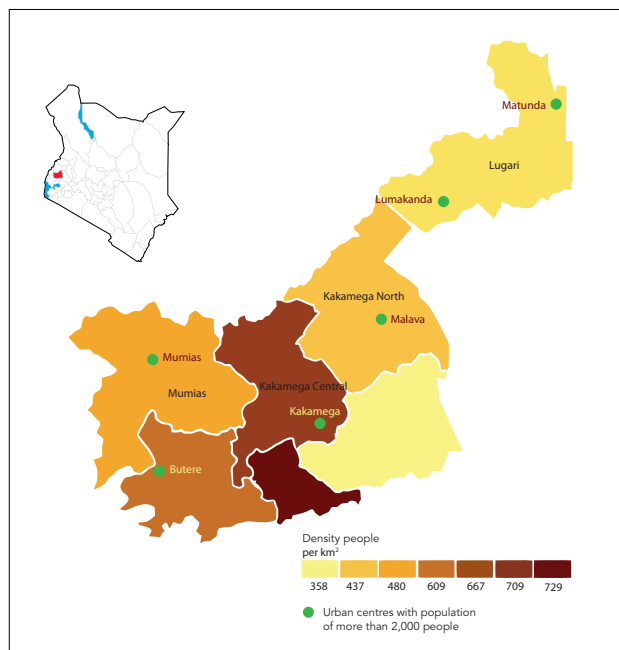 Matunda
Lugari
Lumakanda
Kakamega North
Malava
Mumias
Mumias
Kakamega Central
Kakamega
Butere
Density people
per km²
358 437 480 609 667 709 729
Urban centres with population
of more than 2,000 people